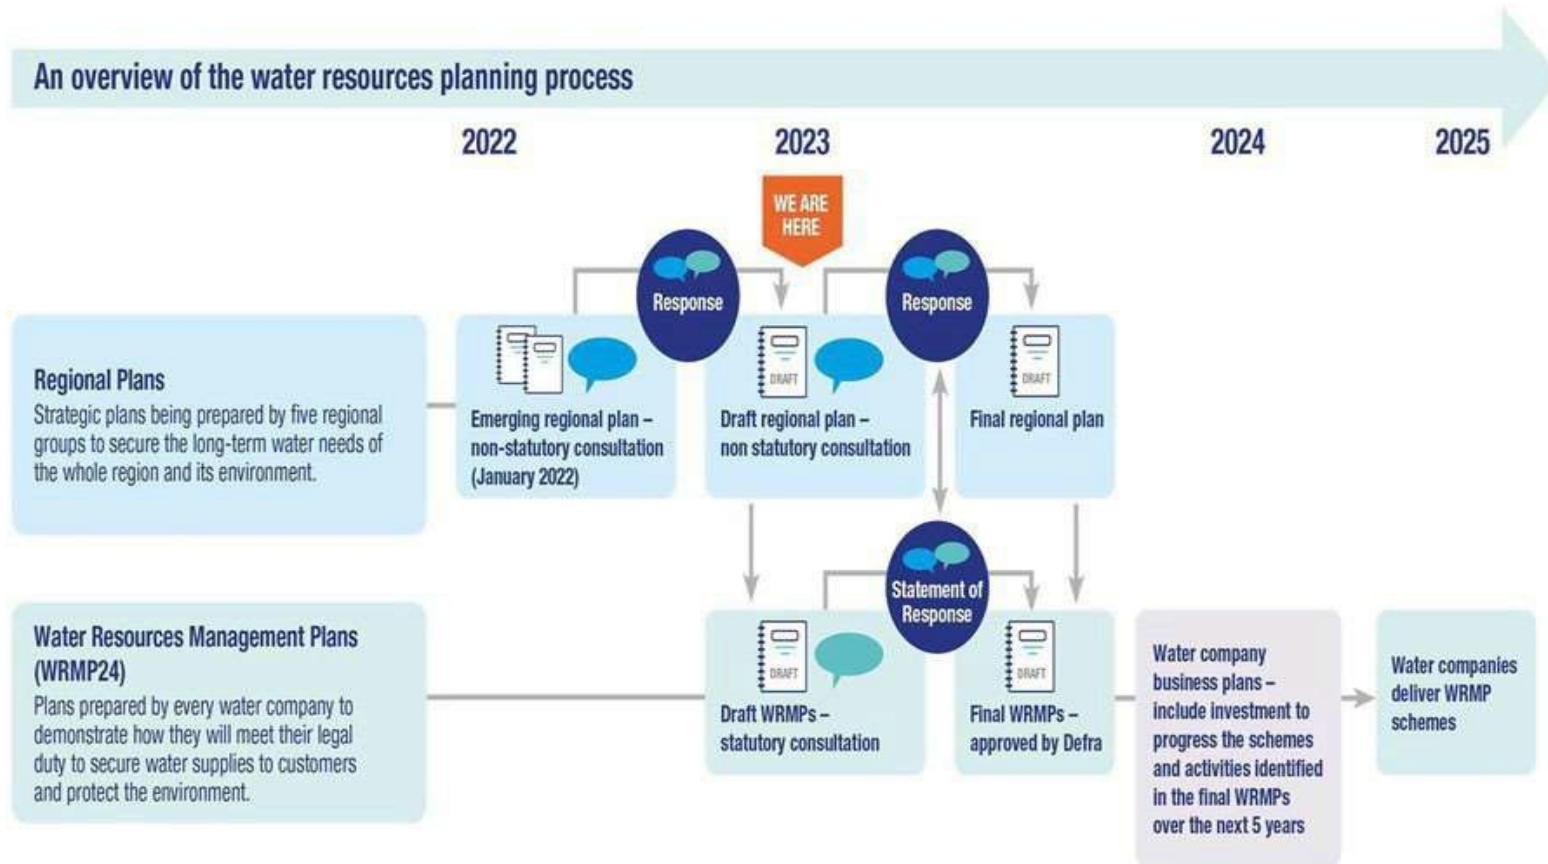 An overview of the water resources planning process
2022
2023
2024
2025
WE ARE
HERE
Response
Response
Regional Plans
Strategic plans being prepared by five regional
groups to secure the long-term water needs of
the whole region and its environment.
DRAFT
DRAFT
Emerging regional plan –
non-statutory consultation
(January 2022)
Draft regional plan –
non statutory consultation
Final regional plan
Statement of
Response
Water Resources Management Plans
(WRMP24)
Plans prepared by every water company to
demonstrate how they will meet their legal
duty to secure water supplies to customers
and protect the environment.
DRAFT
DRAFT
Draft WRMPs –
statutory consultation
Final WRMPs –
approved by Defra
Water company
business plans –
include investment to
progress the schemes
and activities identified
in the final WRMPs
over the next 5 years
Water companies
deliver WRMP
schemes